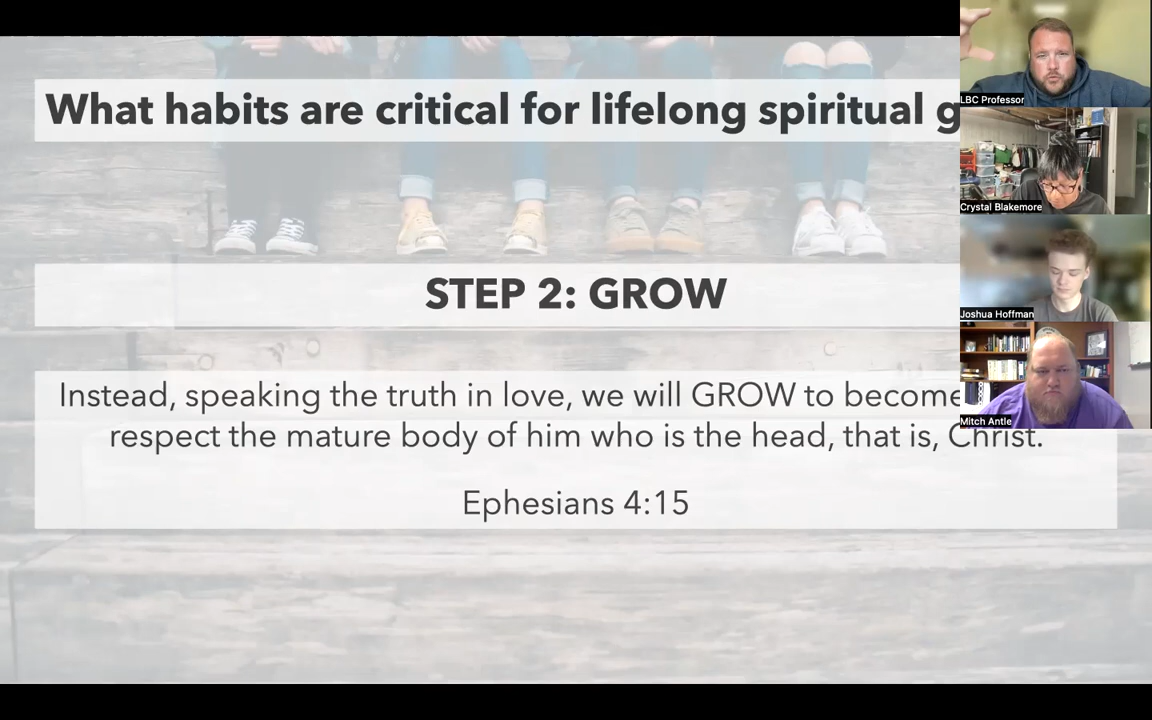 What habits are critical for lifelong spiritual g
STEP 2: GROW
Instead, speaking the truth in love, we will GROW to become
respect the mature body of him who is the head, that is, Christ.
Ephesians 4:15
LBC Professor
Crystal Blakemore
Joshua Hoffman
Mitch Antle